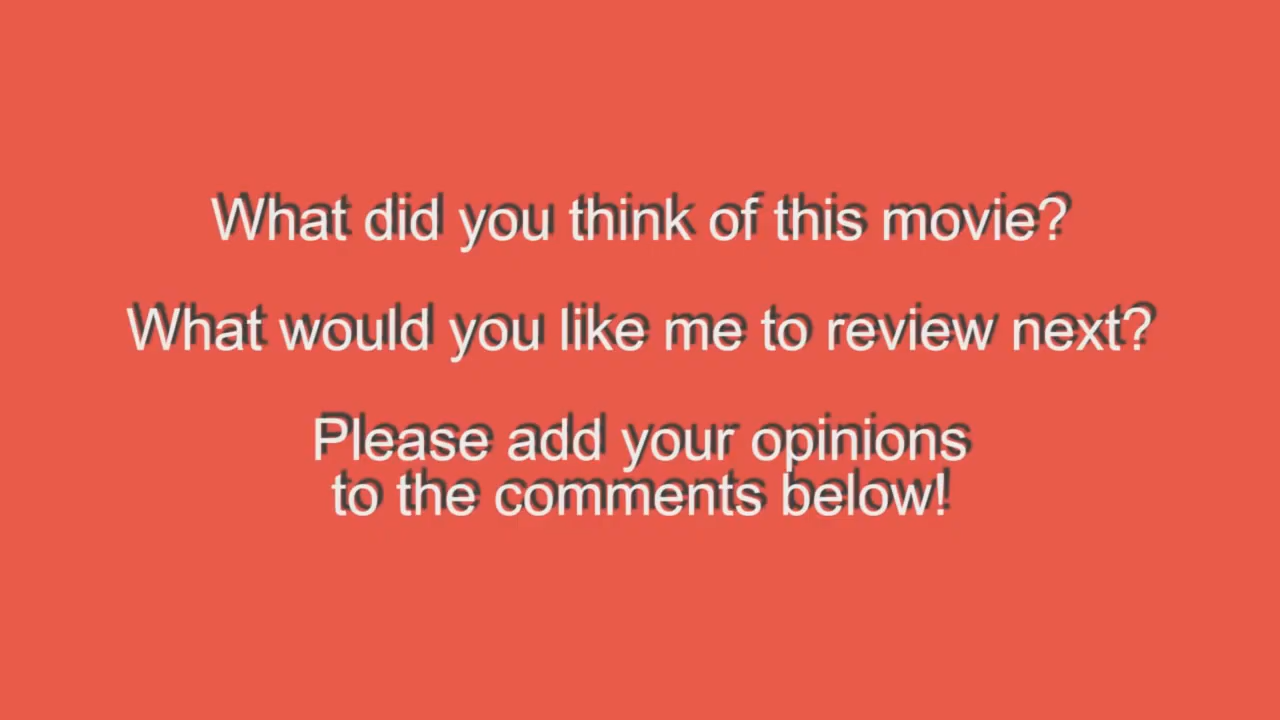 What did you think of this movie?
What would you like me to review next?
Please add your opinions
to the comments below!